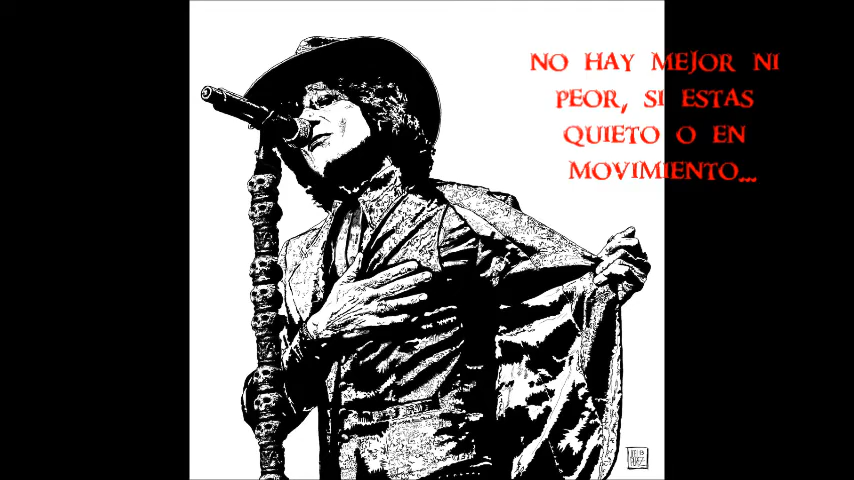 NO HAY MEJOR NI
PEOR, SI ESTAS
QUIETO O EN
MOVIMIENTO...